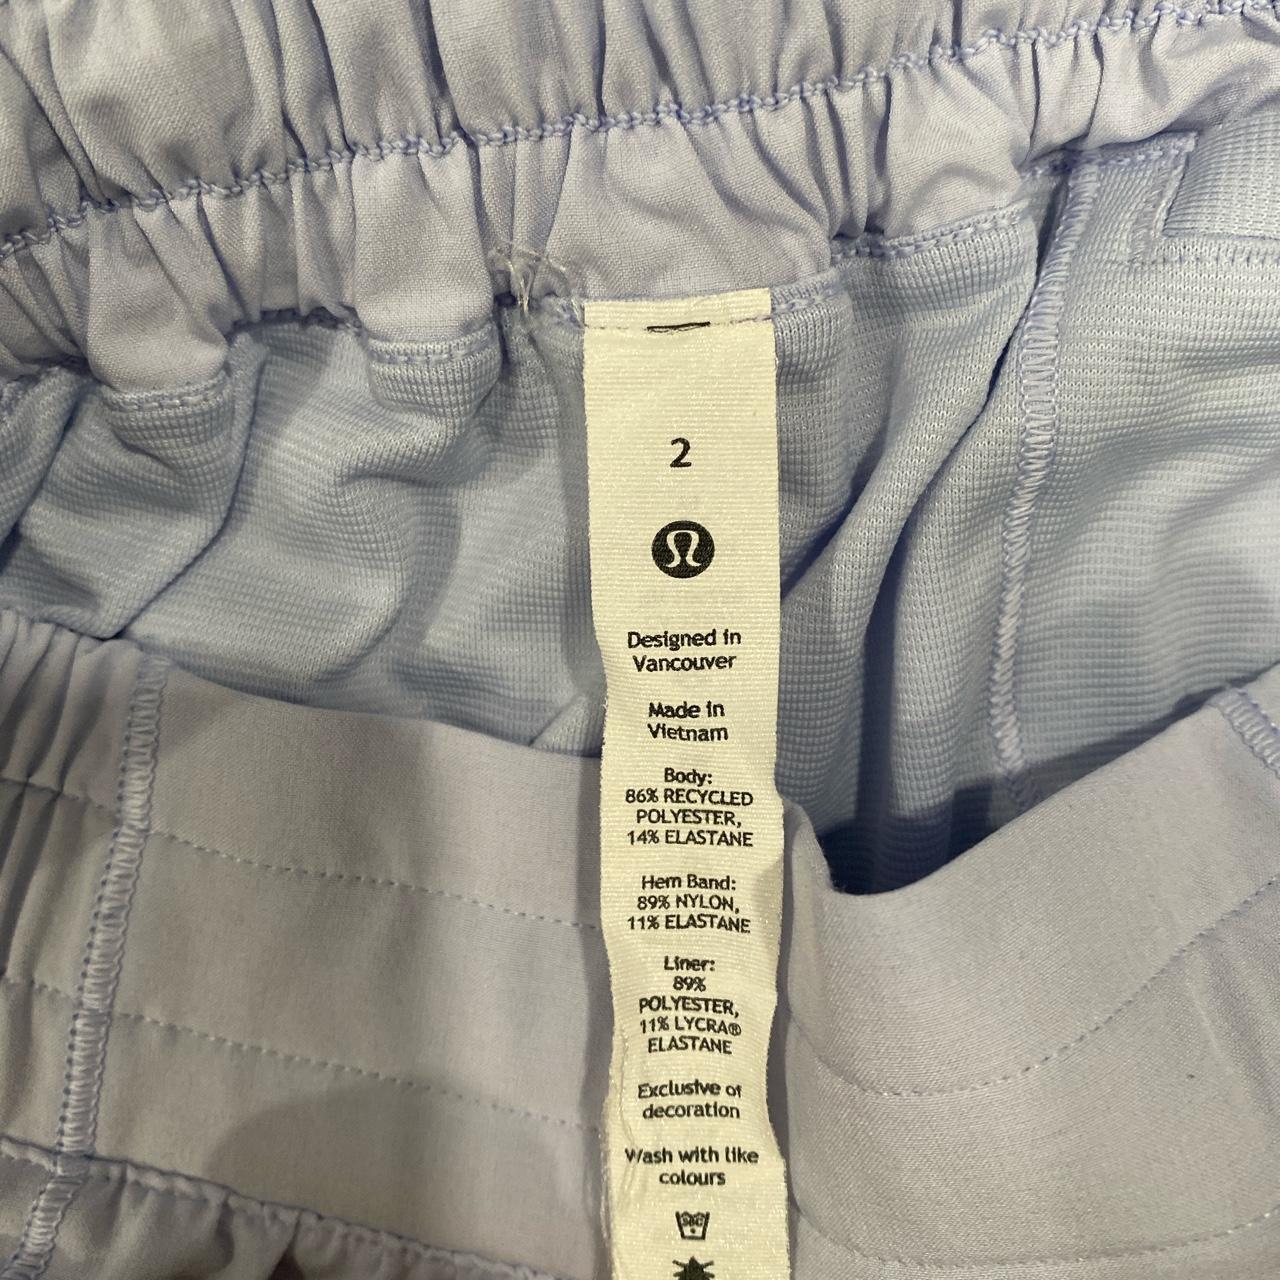 2
Designed in
Vancouver
Made in
Vietnam
Body:
86% RECYCLED
POLYESTER,
14% ELASTANE
Hem Band:
89% NYLON,
11% ELASTANE
Liner:
89%
POLYESTER,
11% LYCRA®
ELASTANE
Exclusive of
decoration
Wash with like
colours